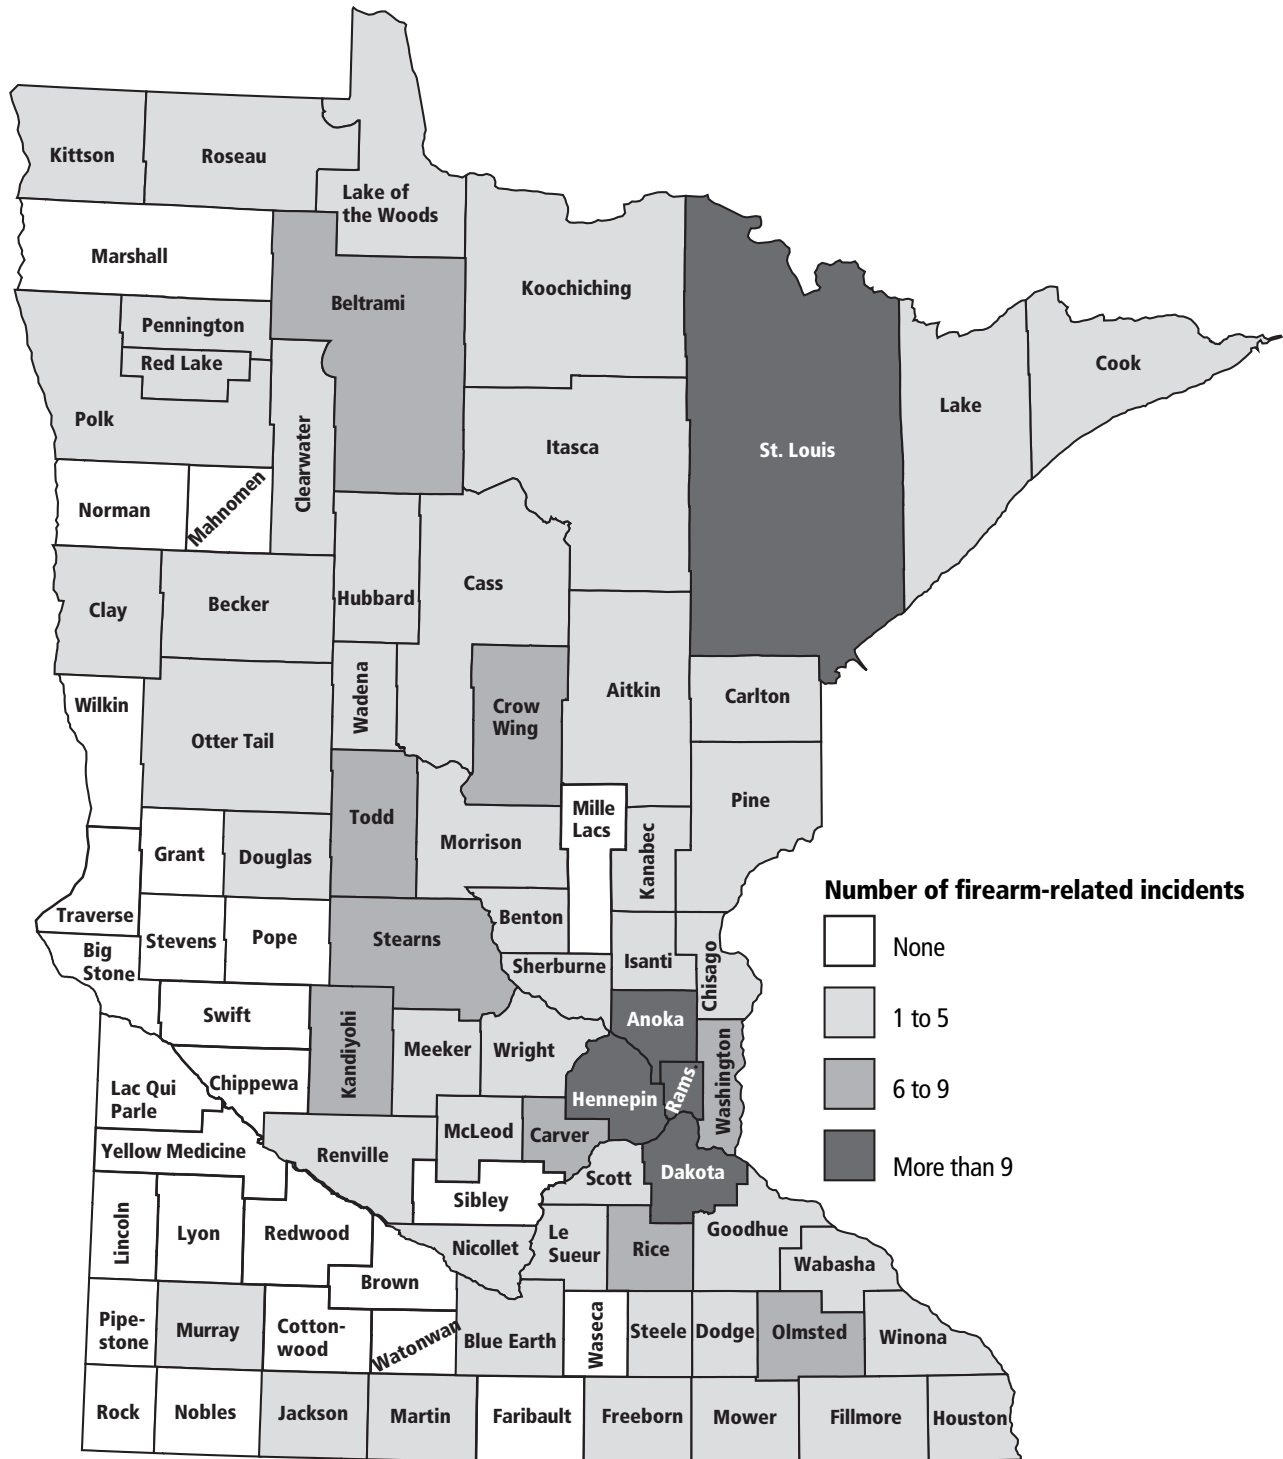 Kittson
Roseau
Lake of
the Woods
Marshall
Beltrami
Koochiching
Pennington
Red Lake
Polk
Clearwater
Itasca
St. Louis
Lake
Cook
Norman
Mahnomen
Clay
Becker
Hubbard
Cass
Wilkin
Otter Tail
Wadena
Crow
Wing
Aitkin
Carlton
Pine
Todd
Mille
Lacs
Grant
Douglas
Morrison
Kanabec
Traverse
Stevens
Pope
Stearns
Benton
Big
Stone
Sherburne
Isanti
Chisago
Swift
Kandiyohi
Meeker
Wright
Anoka
Washington
Lac Qui
Parle
Chippewa
Hennepin
Rams.
Yellow Medicine
Renville
McLeod
Carver
Scott
Dakota
Sibley
Lincoln
Lyon
Redwood
Nicollet
Le
Sueur
Rice
Goodhue
Wabasha
Brown
Pipe-
stone
Murray
Cotton-
wood
Watonwan
Blue Earth
Waseca
Steele
Dodge
Olmsted
Winona
Rock
Nobles
Jackson
Martin
Faribault
Freeborn
Mower
Fillmore
Houston
Number of firearm-related incidents
None
1 to 5
6 to 9
More than 9